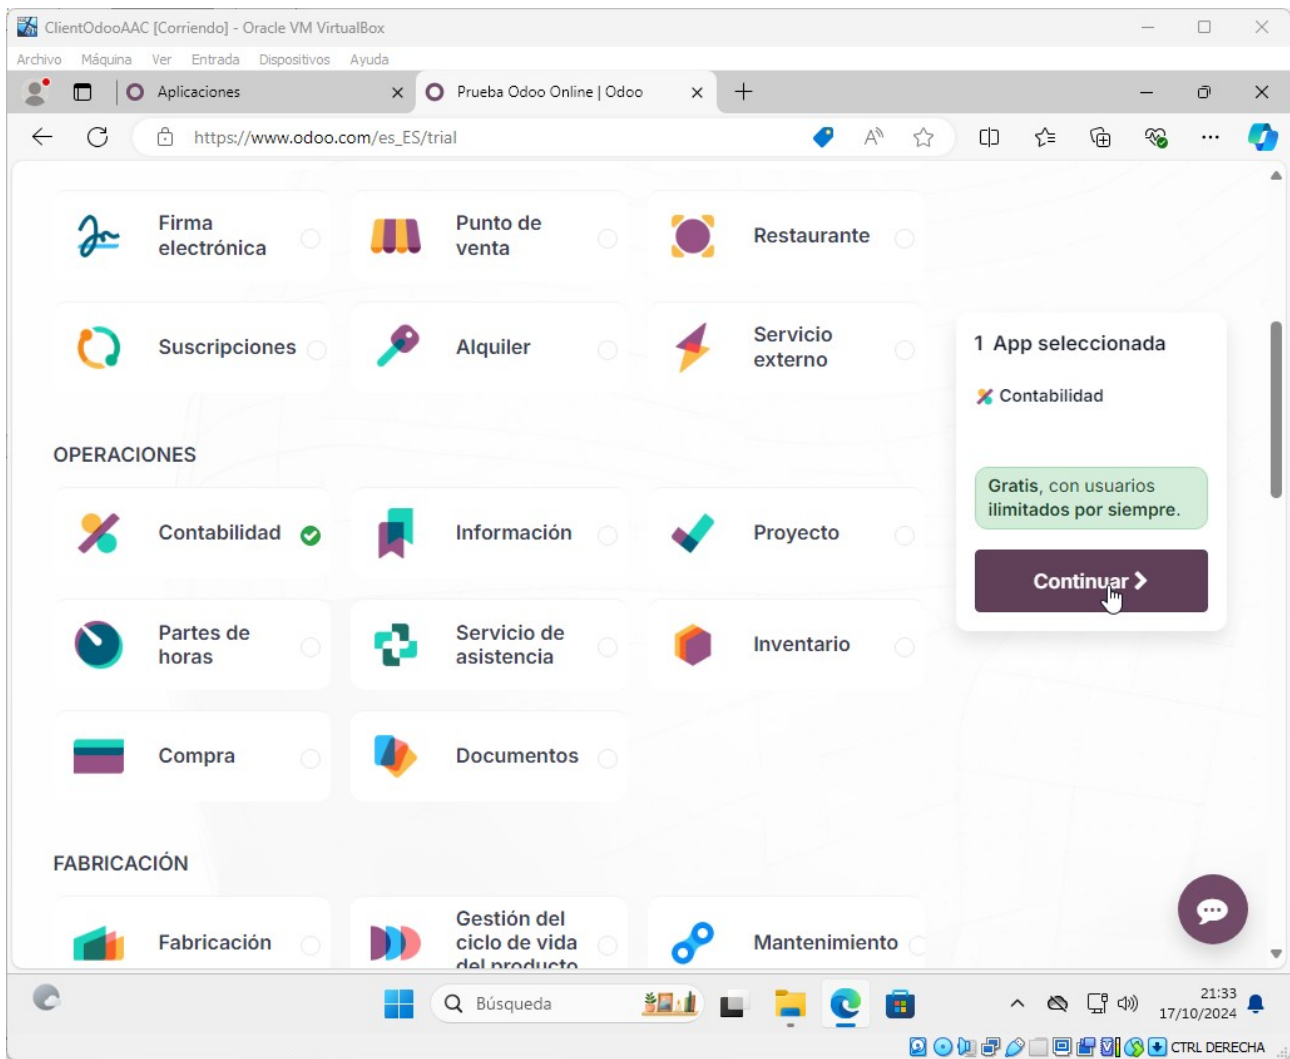 ClientOdooAAC [Corriendo] - Oracle VM VirtualBox
Archivo Máquina Ver Entrada Dispositivos Ayuda
Aplicaciones
Prueba Odoo Online | Odoo
https://www.odoo.com/es_ES/trial
Firma
electrónica
Punto de
venta
Restaurante
Suscripciones
Alquiler
Servicio
externo
1 App seleccionada
Contabilidad
Gratis, con usuarios
ilimitados por siempre.
Continuar
OPERACIONES
Contabilidad
Información
Proyecto
Partes de
horas
Servicio de
asistencia
Inventario
Compra
Documentos
FABRICACIÓN
Fabricación
Gestión del
ciclo de vida
del producto
Mantenimiento
Búsqueda
21:33
17/10/2024
CTRL DERECHA